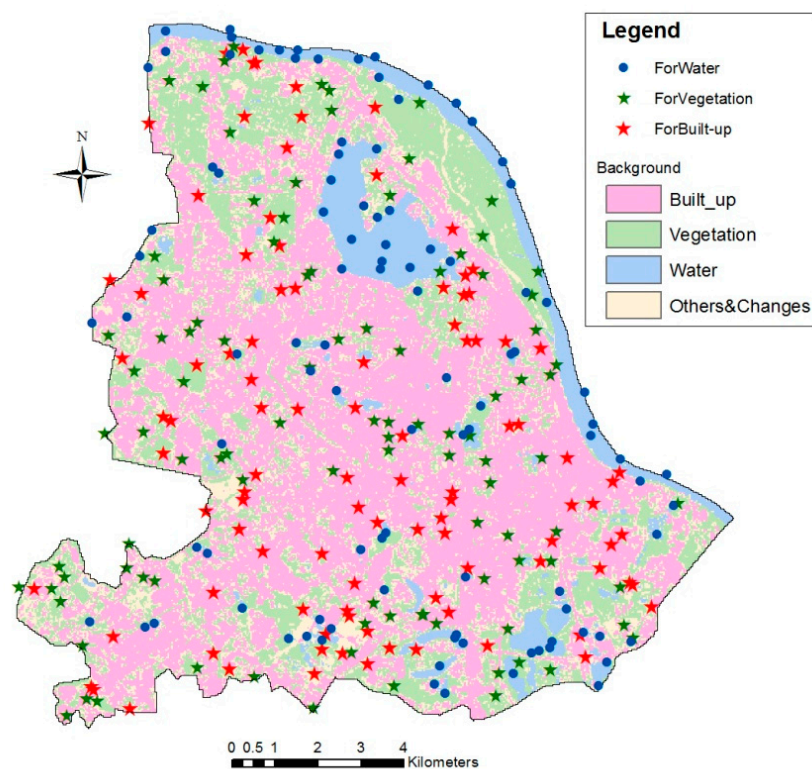 Legend
ForWater
ForVegetation
ForBuilt-up
Background
Built_up
Vegetation
Water
Others&Changes
N
0 0.5 1 2 3 4
Kilometers